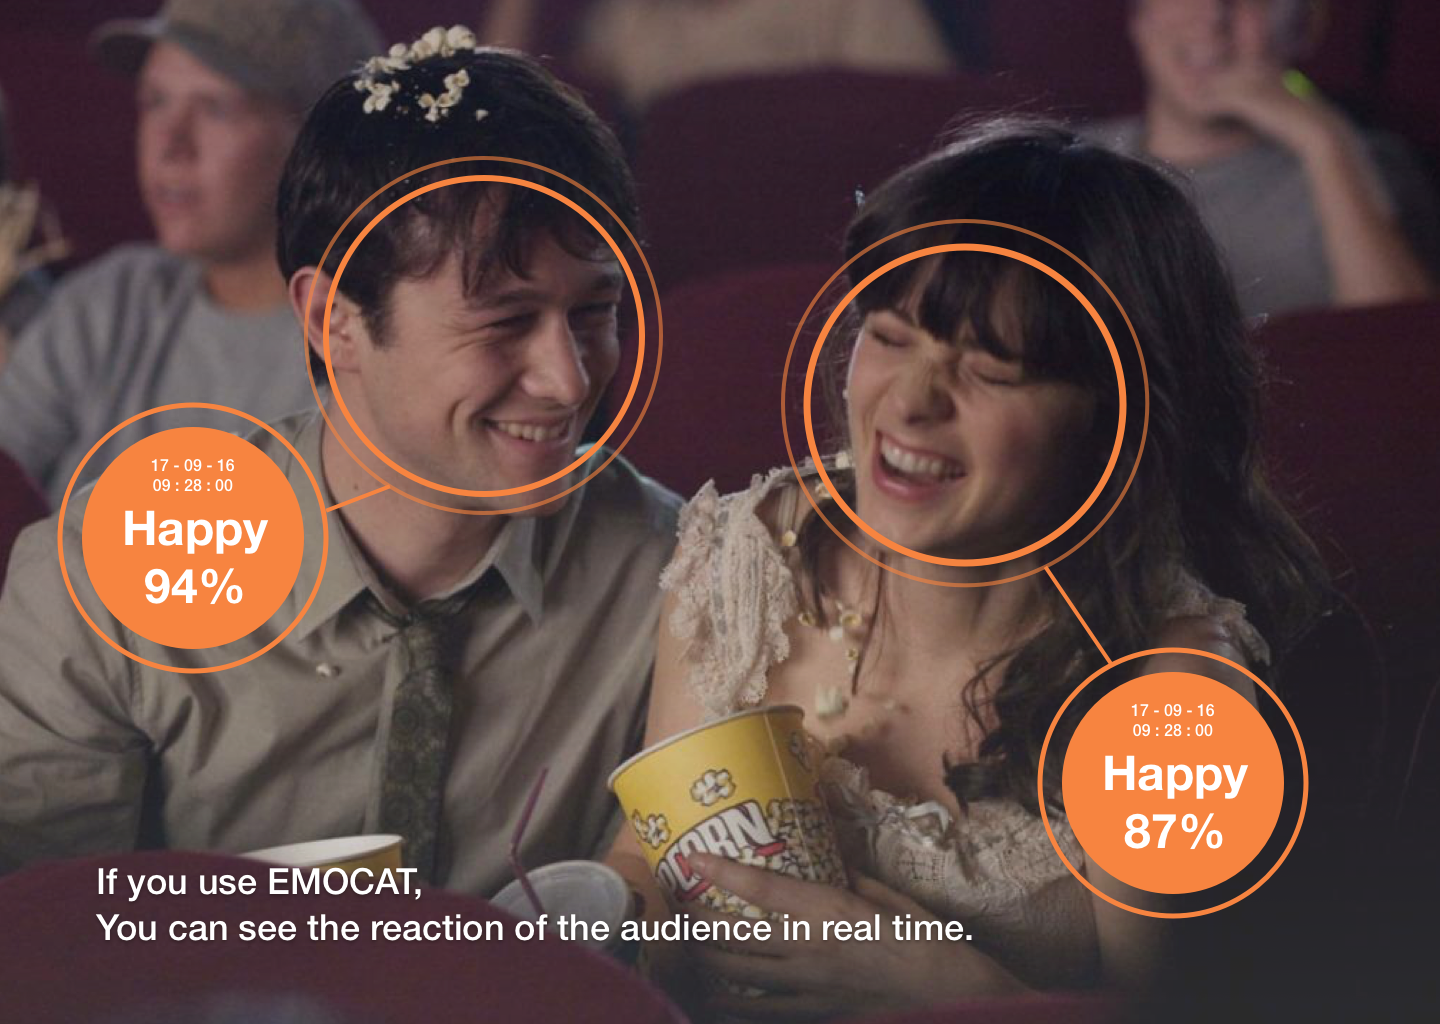 17 - 09 - 16
09 : 28 : 00
Happy
94%
17 - 09 - 16
09 : 28 : 00
Happy
87%
CORN
If you use EMOCAT,
You can see the reaction of the audience in real time.